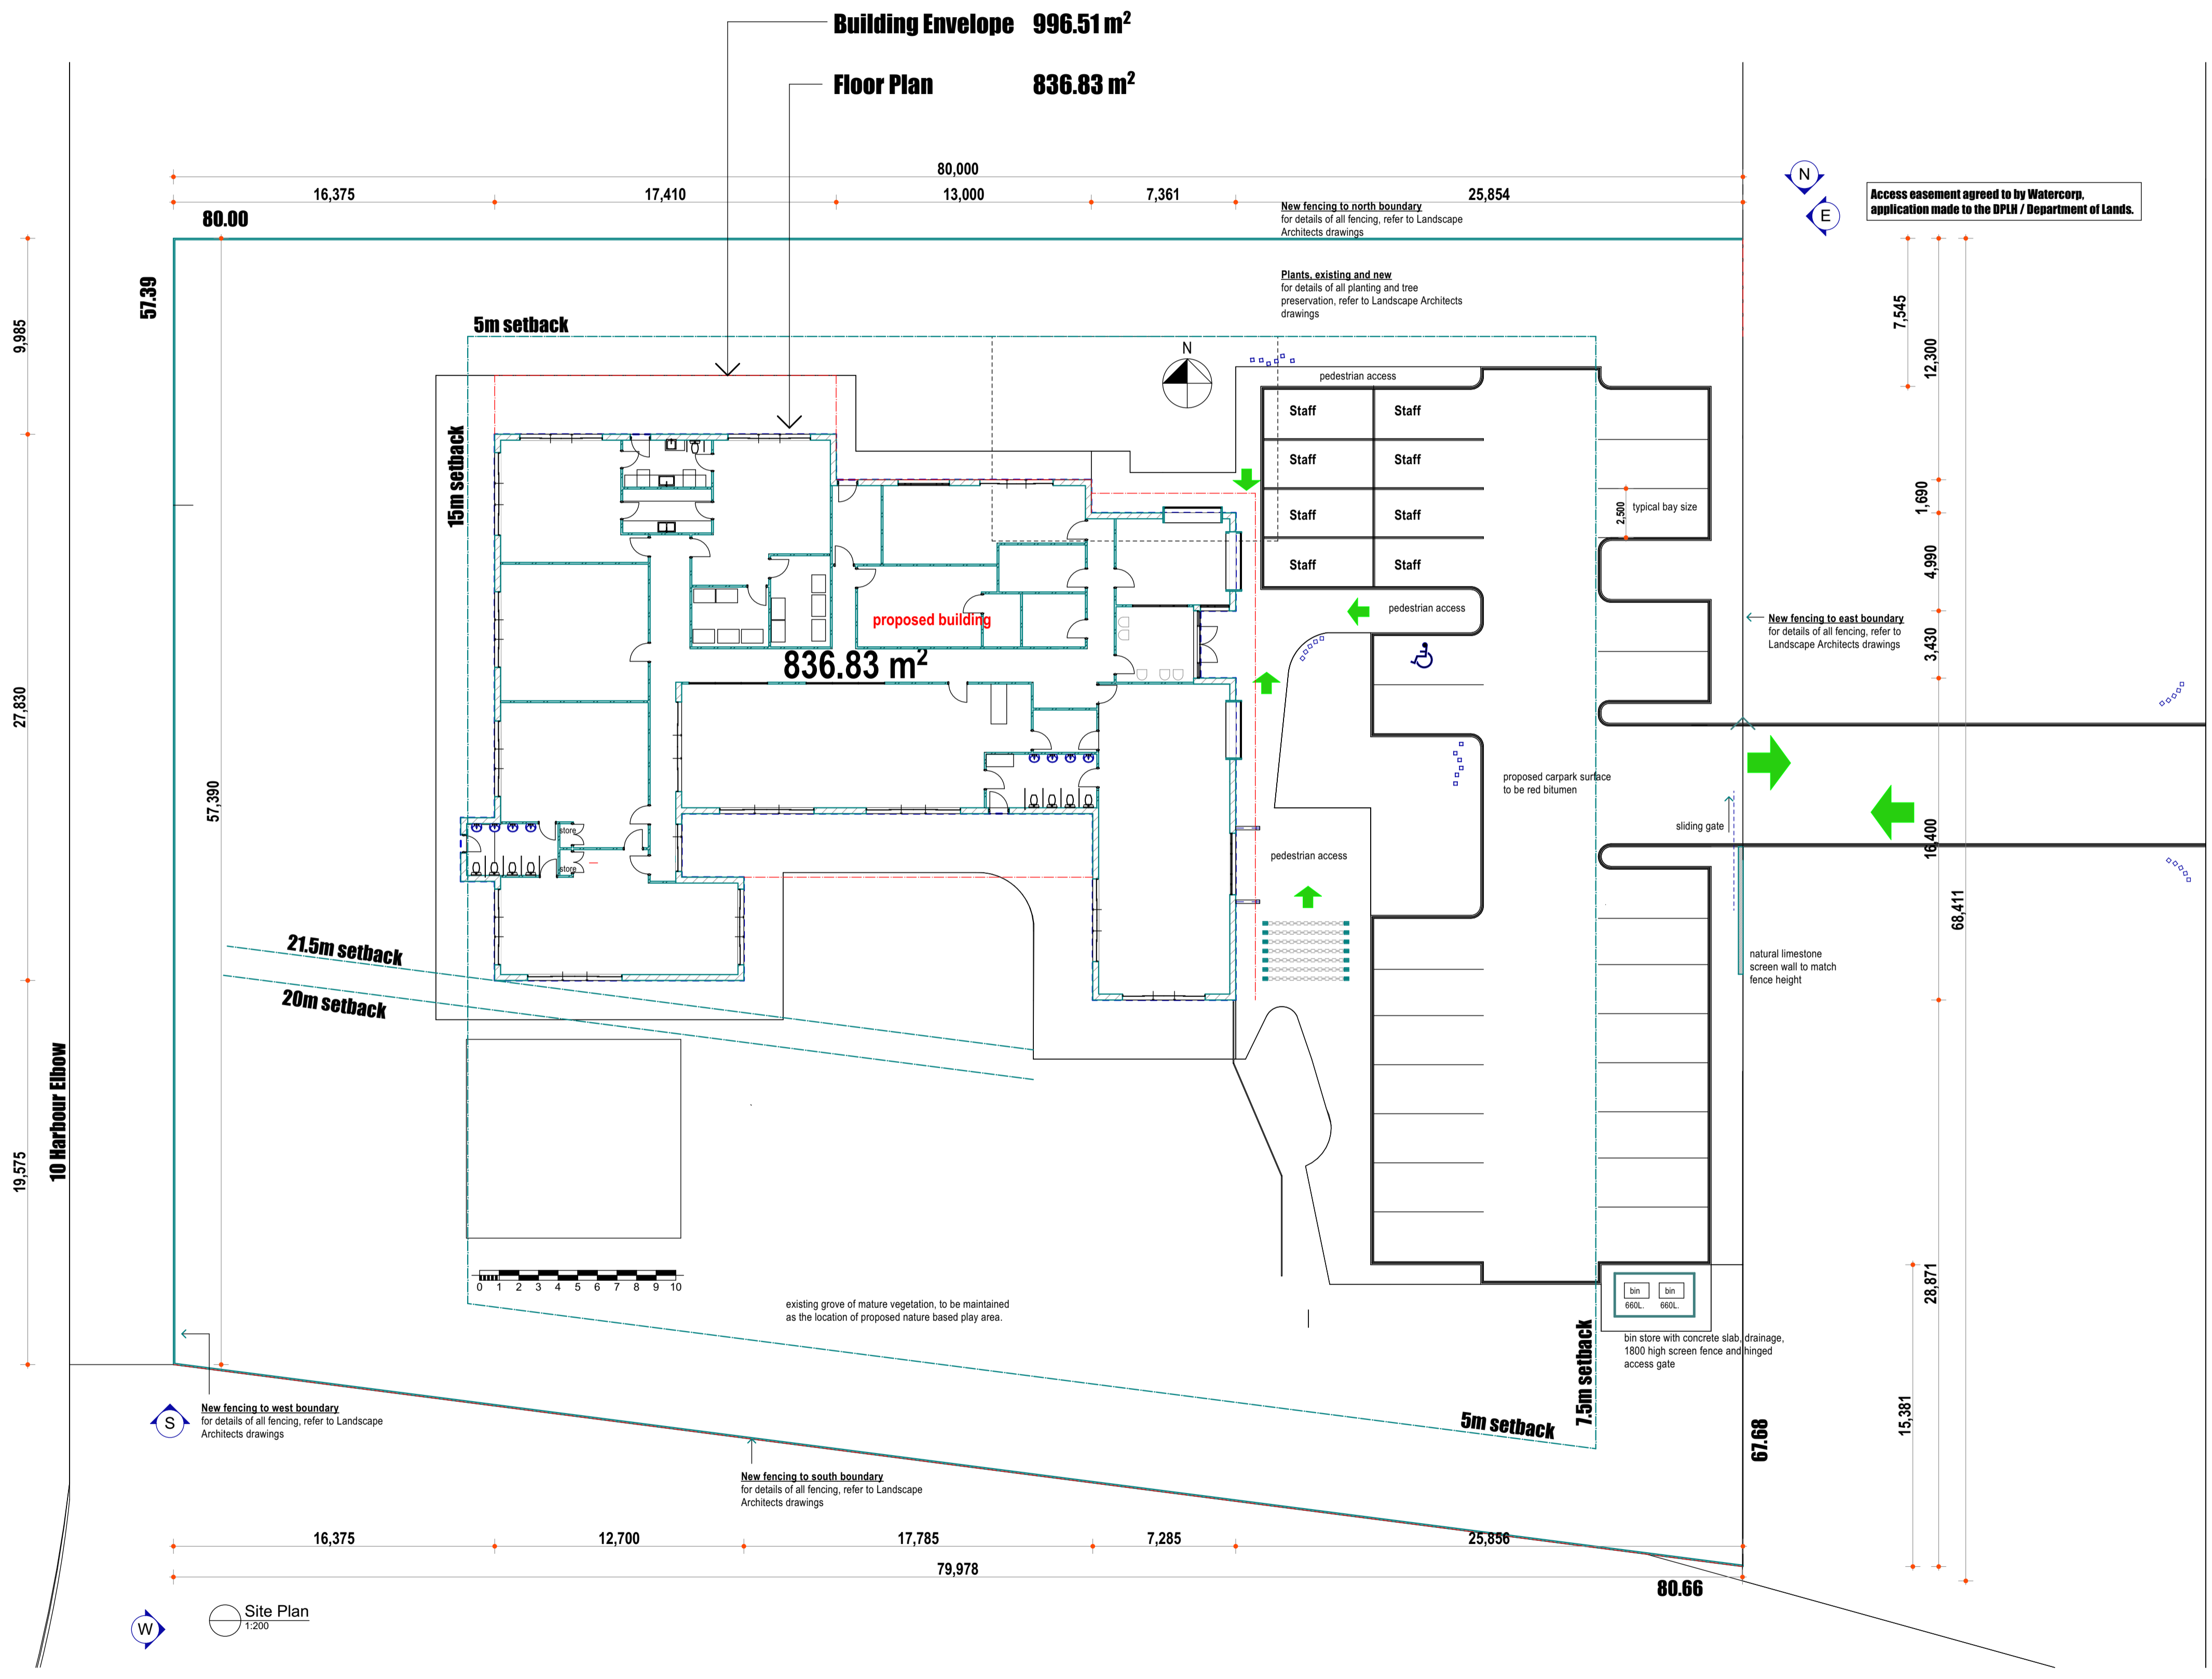 Building Envelope 996.51 m²
Floor Plan 836.83 m²
80,000
16,375 17,410 13,000 7,361 25,854
80.00
New fencing to north boundary
for details of all fencing, refer to Landscape
Architects drawings
N
E
Access easement agreed to by Watercorp,
application made to the DPLH / Department of Lands.
57.39
9,985
27,830
19,575
57,390
10 Harbour Elbow
Plants, existing and new
for details of all planting and tree
preservation, refer to Landscape Architects
drawings
5m setback
15m setback
N
pedestrian access
Staff Staff
Staff Staff
Staff Staff
Staff Staff
2,500
typical bay size
pedestrian access
proposed building
836.83 m²
store
store
New fencing to east boundary
for details of all fencing, refer to
Landscape Architects drawings
7,545
12,300
1,690
4,990
3,430
16,400
68,411
28,871
15,381
proposed carpark surface
to be red bitumen
sliding gate
pedestrian access
natural limestone
screen wall to match
fence height
21.5m setback
20m setback
0 1 2 3 4 5 6 7 8 9 10
existing grove of mature vegetation, to be maintained
as the location of proposed nature based play area.
bin bin
660L. 660L.
bin store with concrete slab, drainage,
1800 high screen fence and hinged
access gate
7.5m setback
5m setback
67.68
S
New fencing to west boundary
for details of all fencing, refer to Landscape
Architects drawings
New fencing to south boundary
for details of all fencing, refer to Landscape
Architects drawings
16,375 12,700 17,785 7,285 25,856
79,978
80.66
W
Site Plan
1:200